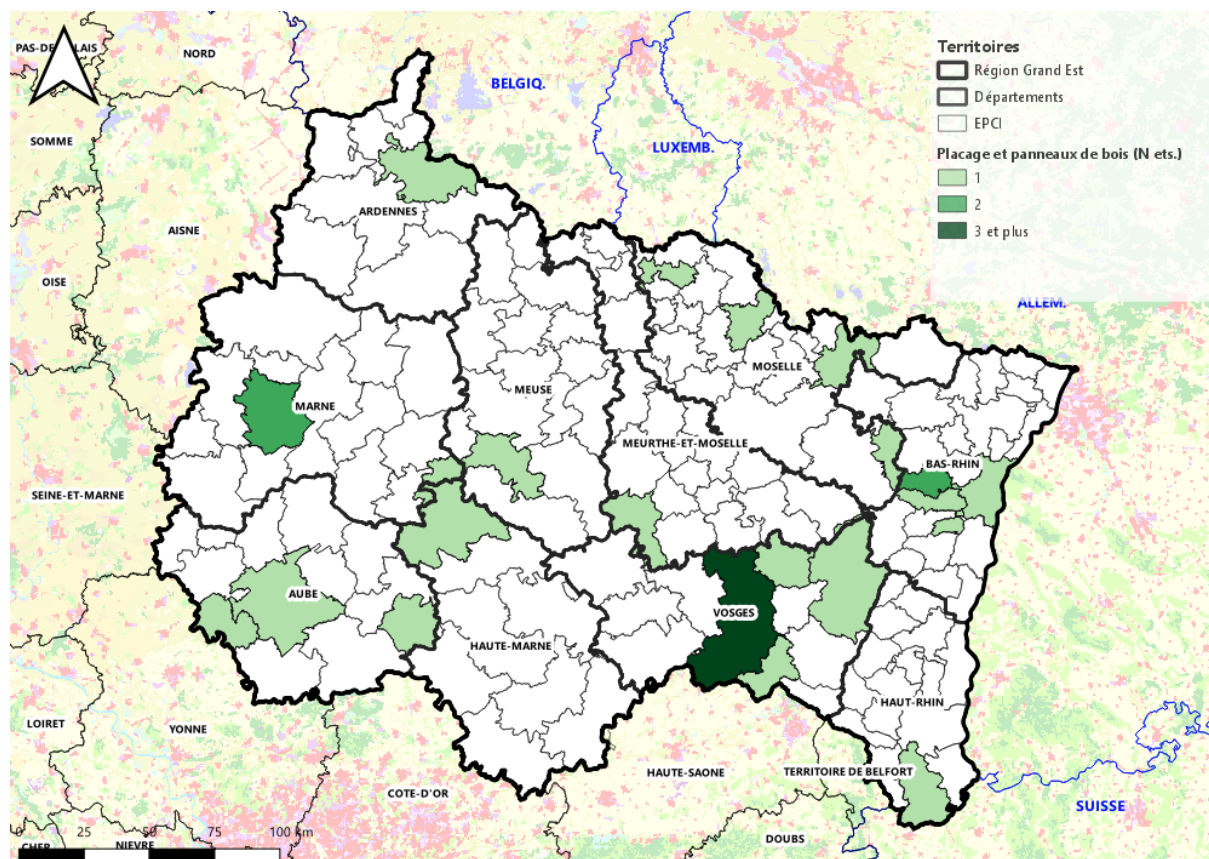 PAS-DE-CALAIS
NORD
BELGIQ.
SOMME
LUXEMB.
AISNE
ARDENNES
OISE
ALLEM.
Territoires
Région Grand Est
Départements
EPCI
Placage et panneaux de bois (N ets.)
1
2
3 et plus
MOSELLE
MEUSE
MARNE
MEURTHE-ET-MOSELLE
BAS-RHIN
SEINE-ET-MARNE
AUBE
VOSGES
HAUTE-MARNE
HAUT-RHIN
LOIRET
YONNE
HAUTE-SAONE
TERRITOIRE DE BELFORT
COTE-D'OR
SUISSE
DOUBS
CHER
NIEVRE
0 25 50 75 100 km